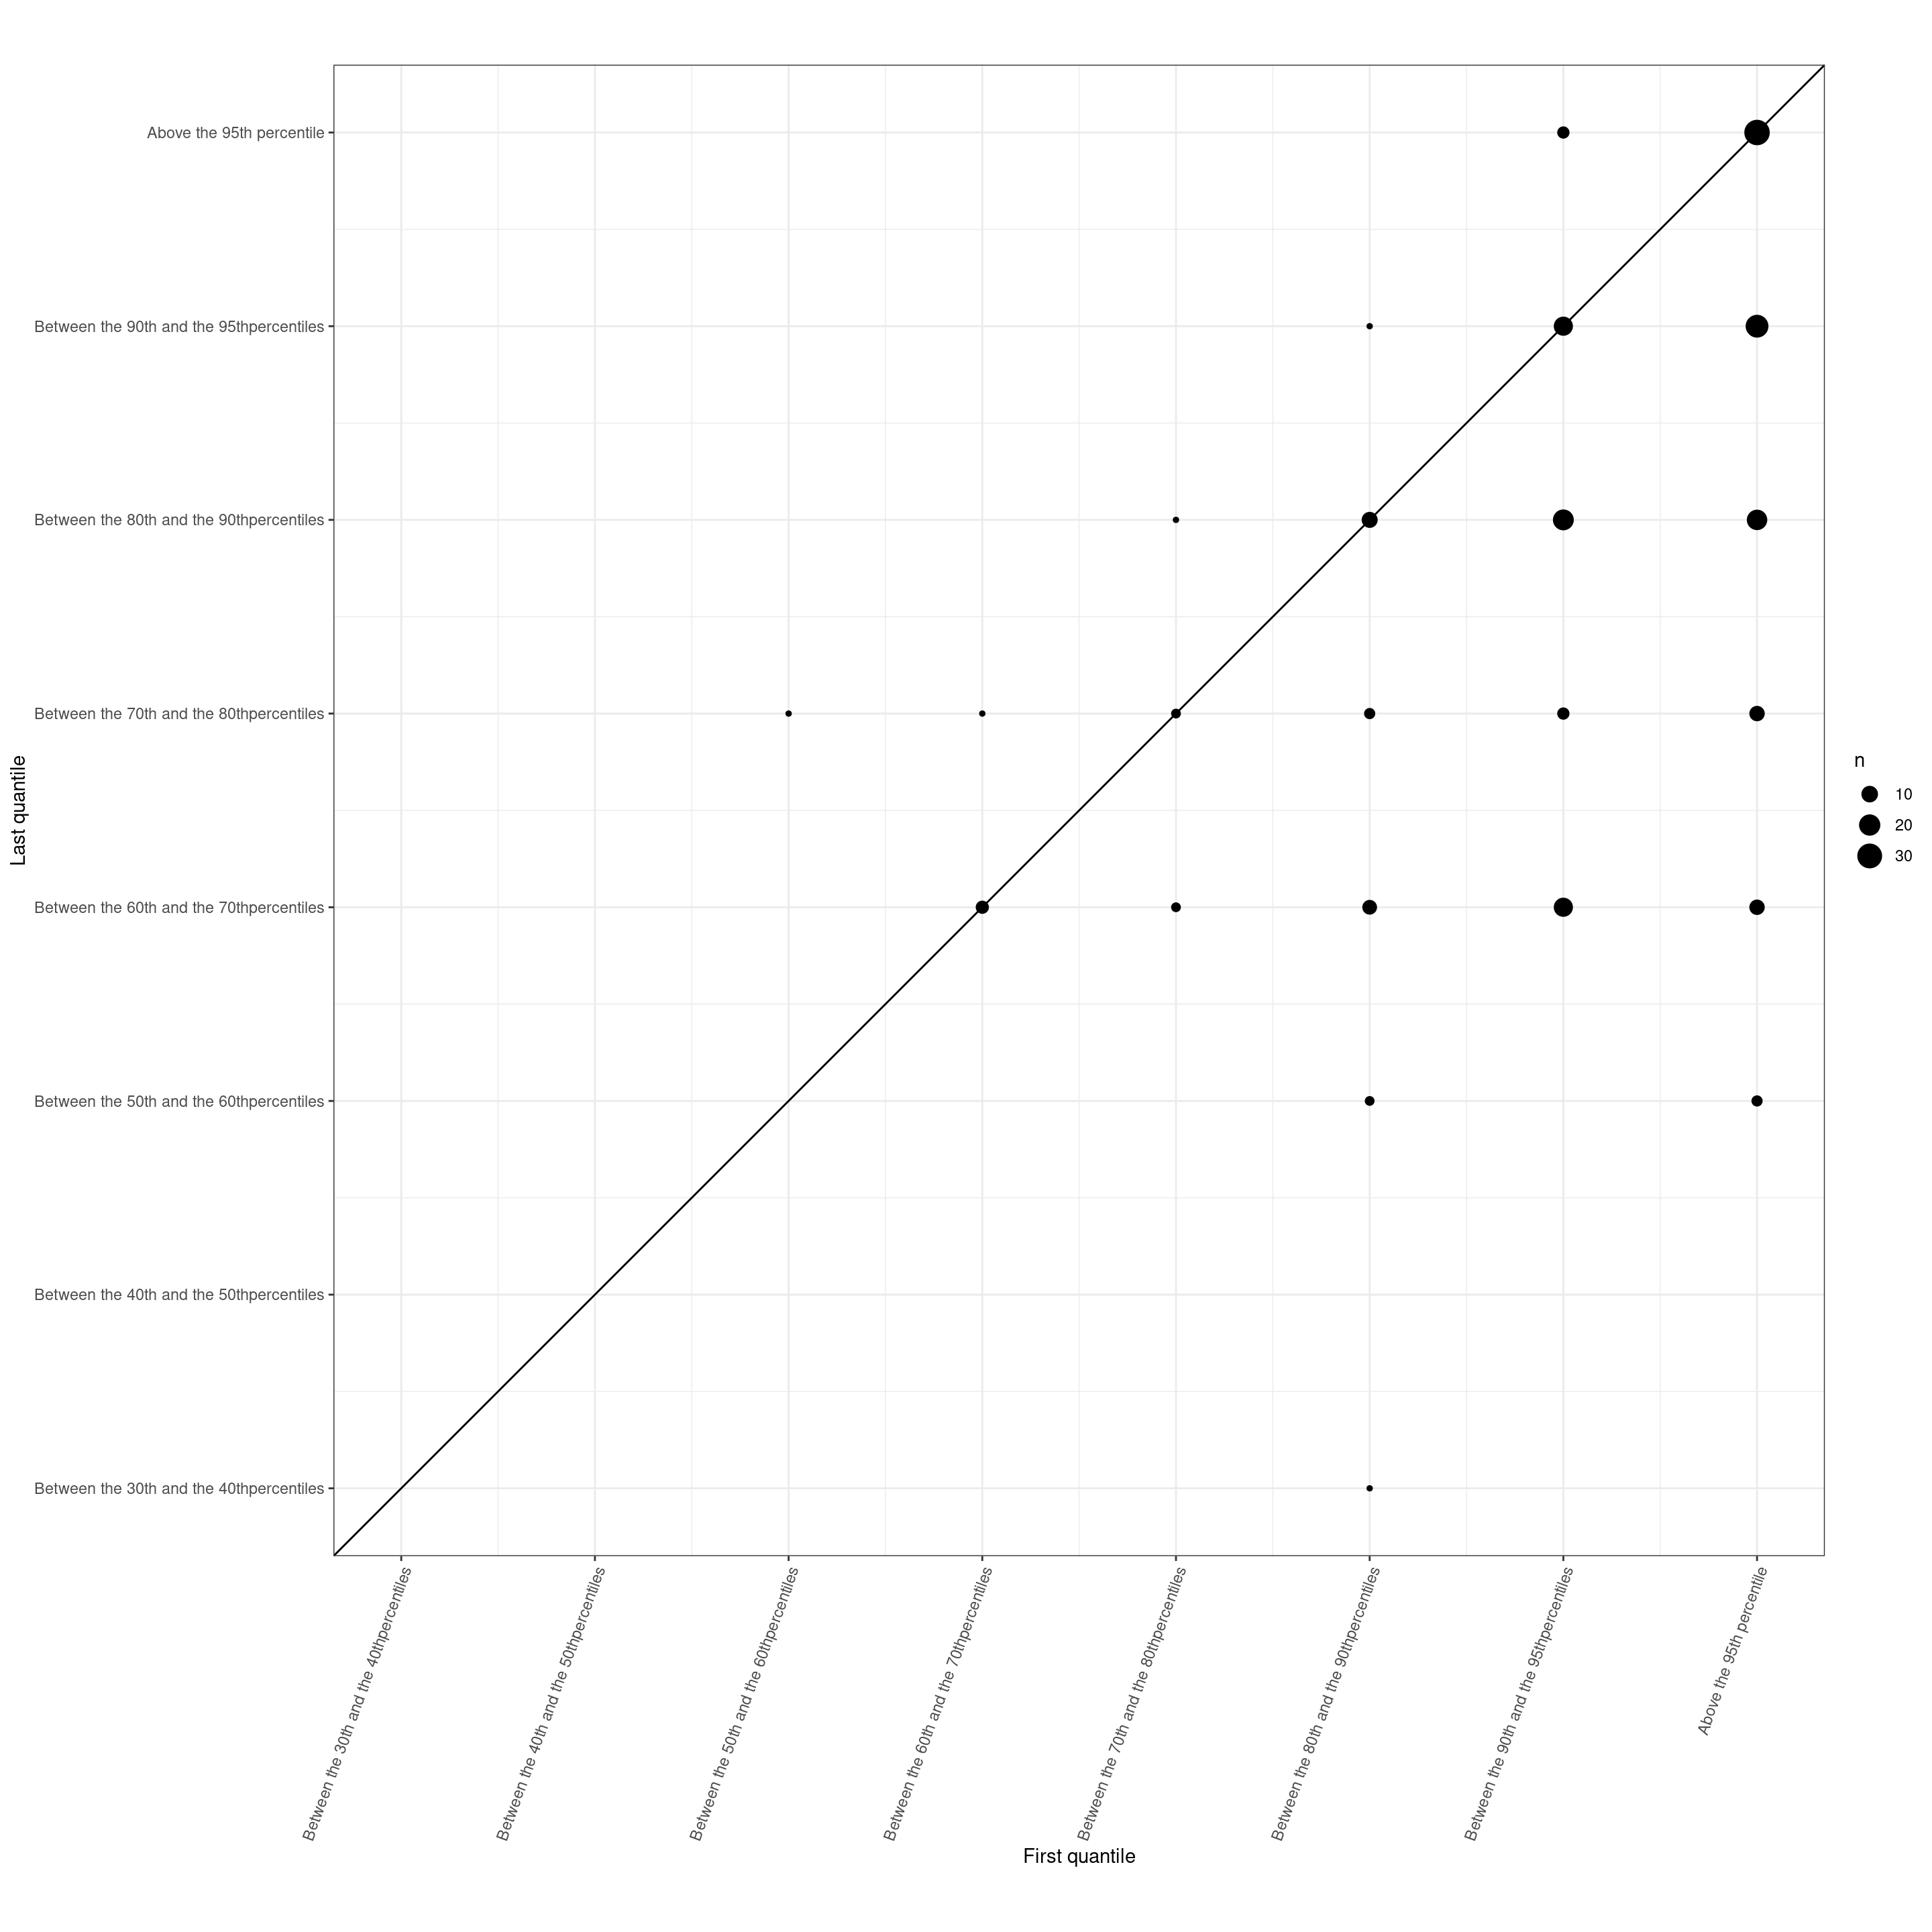 Above the 95th percentile
Between the 90th and the 95thpercentiles
Between the 80th and the 90thpercentiles
Between the 70th and the 80thpercentiles
Between the 60th and the 70thpercentiles
Between the 50th and the 60thpercentiles
Between the 40th and the 50thpercentiles
Between the 30th and the 40thpercentiles
Last quantile
Between the 30th and the 40thpercentiles
Between the 40th and the 50thpercentiles
Between the 50th and the 60thpercentiles
Between the 60th and the 70thpercentiles
Between the 70th and the 80thpercentiles
Between the 80th and the 90thpercentiles
Between the 90th and the 95thpercentiles
Above the 95th percentile
First quantile
n
10
20
30